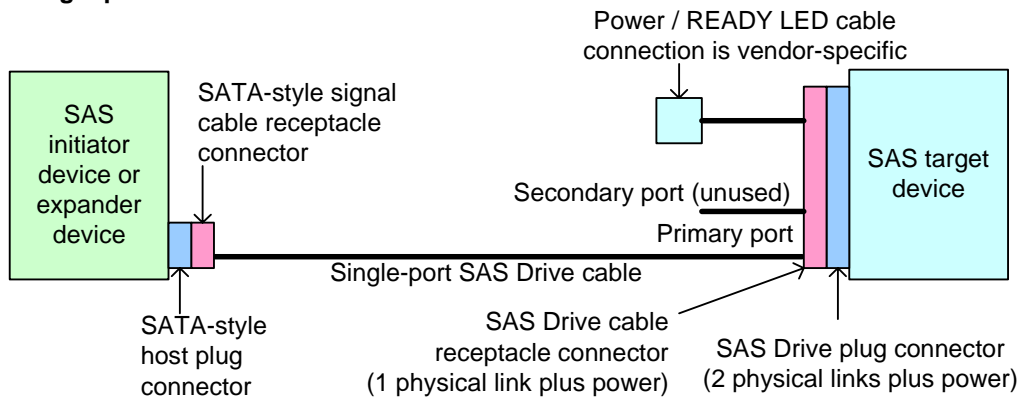 Power / READY LED cable
connection is vendor-specific
SAS
initiator
device or
expander
device
SATA-style signal
cable receptacle
connector
SAS target
device
Secondary port (unused)
Primary port
Single-port SAS Drive cable
SATA-style
host plug
connector
SAS Drive cable
receptacle connector
(1 physical link plus power)
SAS Drive plug connector
(2 physical links plus power)